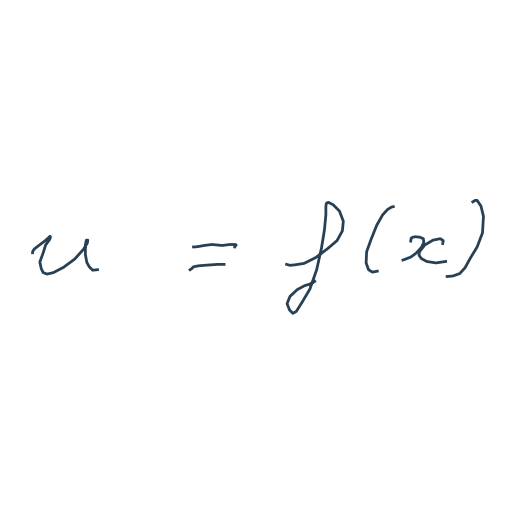 u = f(x)